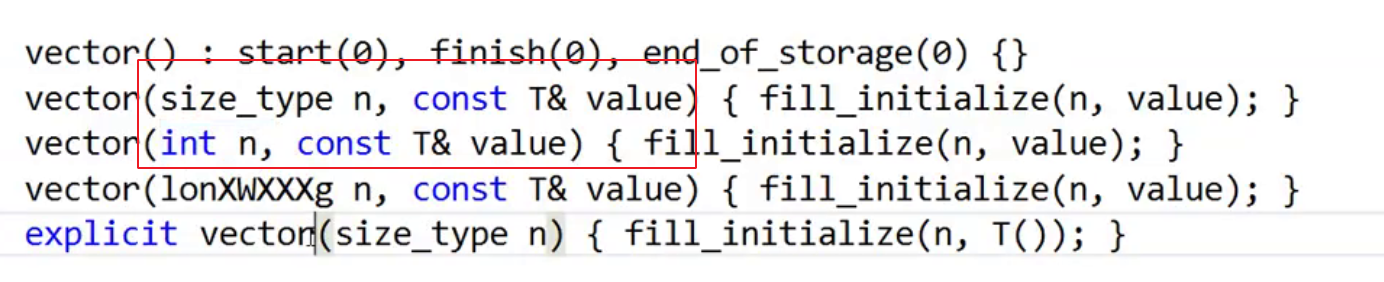 vector() : start(0), finish(0), end_of_storage(0) {}
vector(size_type n, const T& value) { fill_initialize(n, value); }
vector(int n, const T& value) { fill_initialize(n, value); }
vector(lonXWXXXg n, const T& value) { fill_initialize(n, value); }
explicit vector(size_type n) { fill_initialize(n, T()); }